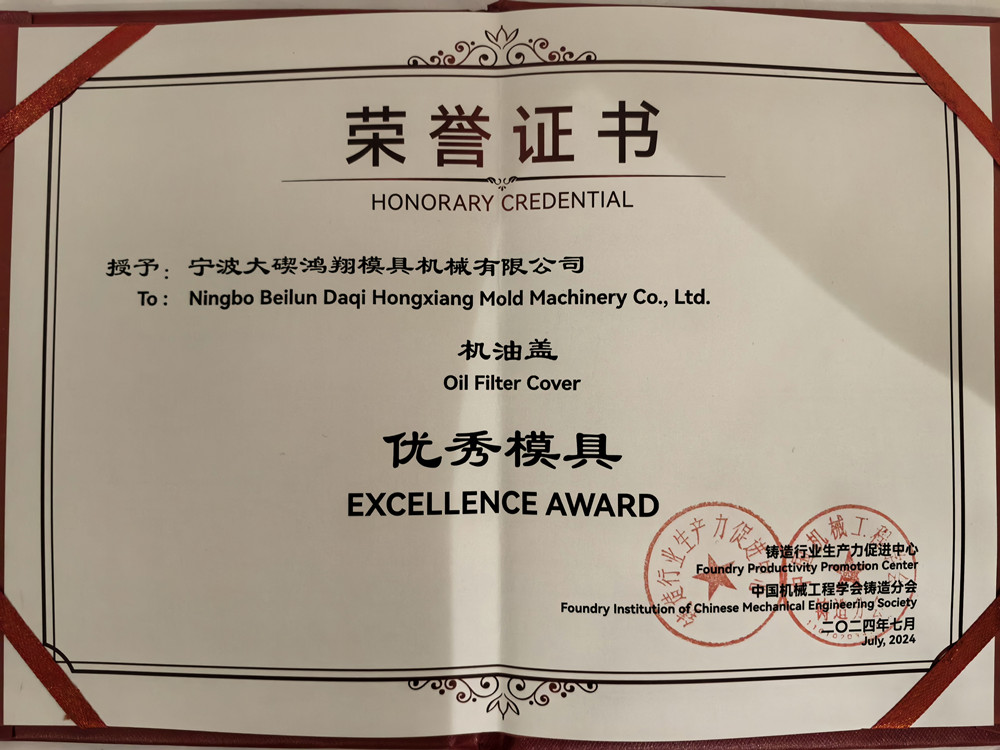 荣誉证书
HONORARY CREDENTIAL
授予：宁波大碶鸿翔模具机械有限公司
To : Ningbo Beilun Daqi Hongxiang Mold Machinery Co., Ltd.
机油盖
Oil Filter Cover
优秀模具
EXCELLENCE AWARD
铸造行业生产力促进中心
Foundry Productivity Promotion Center
中国机械工程学会铸造分会
Foundry Institution of Chinese Mechanical Engineering Society
二〇二四年七月
July, 2024